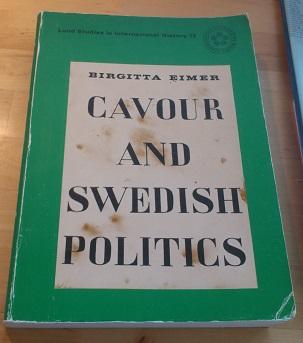 Lund Studies in International History 12
BIRGITTA EIMER
CAVOUR
AND
SWEDISH
POLITICS